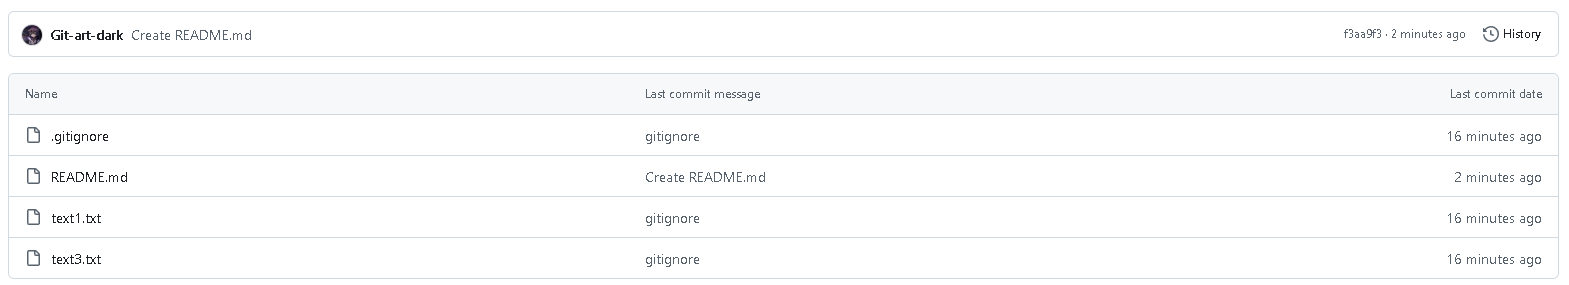 Git-art-dark Create README.md f3aa9f3 · 2 minutes ago History
Name Last commit message Last commit date
.gitignore gitignore 16 minutes ago
README.md Create README.md 2 minutes ago
text1.txt gitignore 16 minutes ago
text3.txt gitignore 16 minutes ago